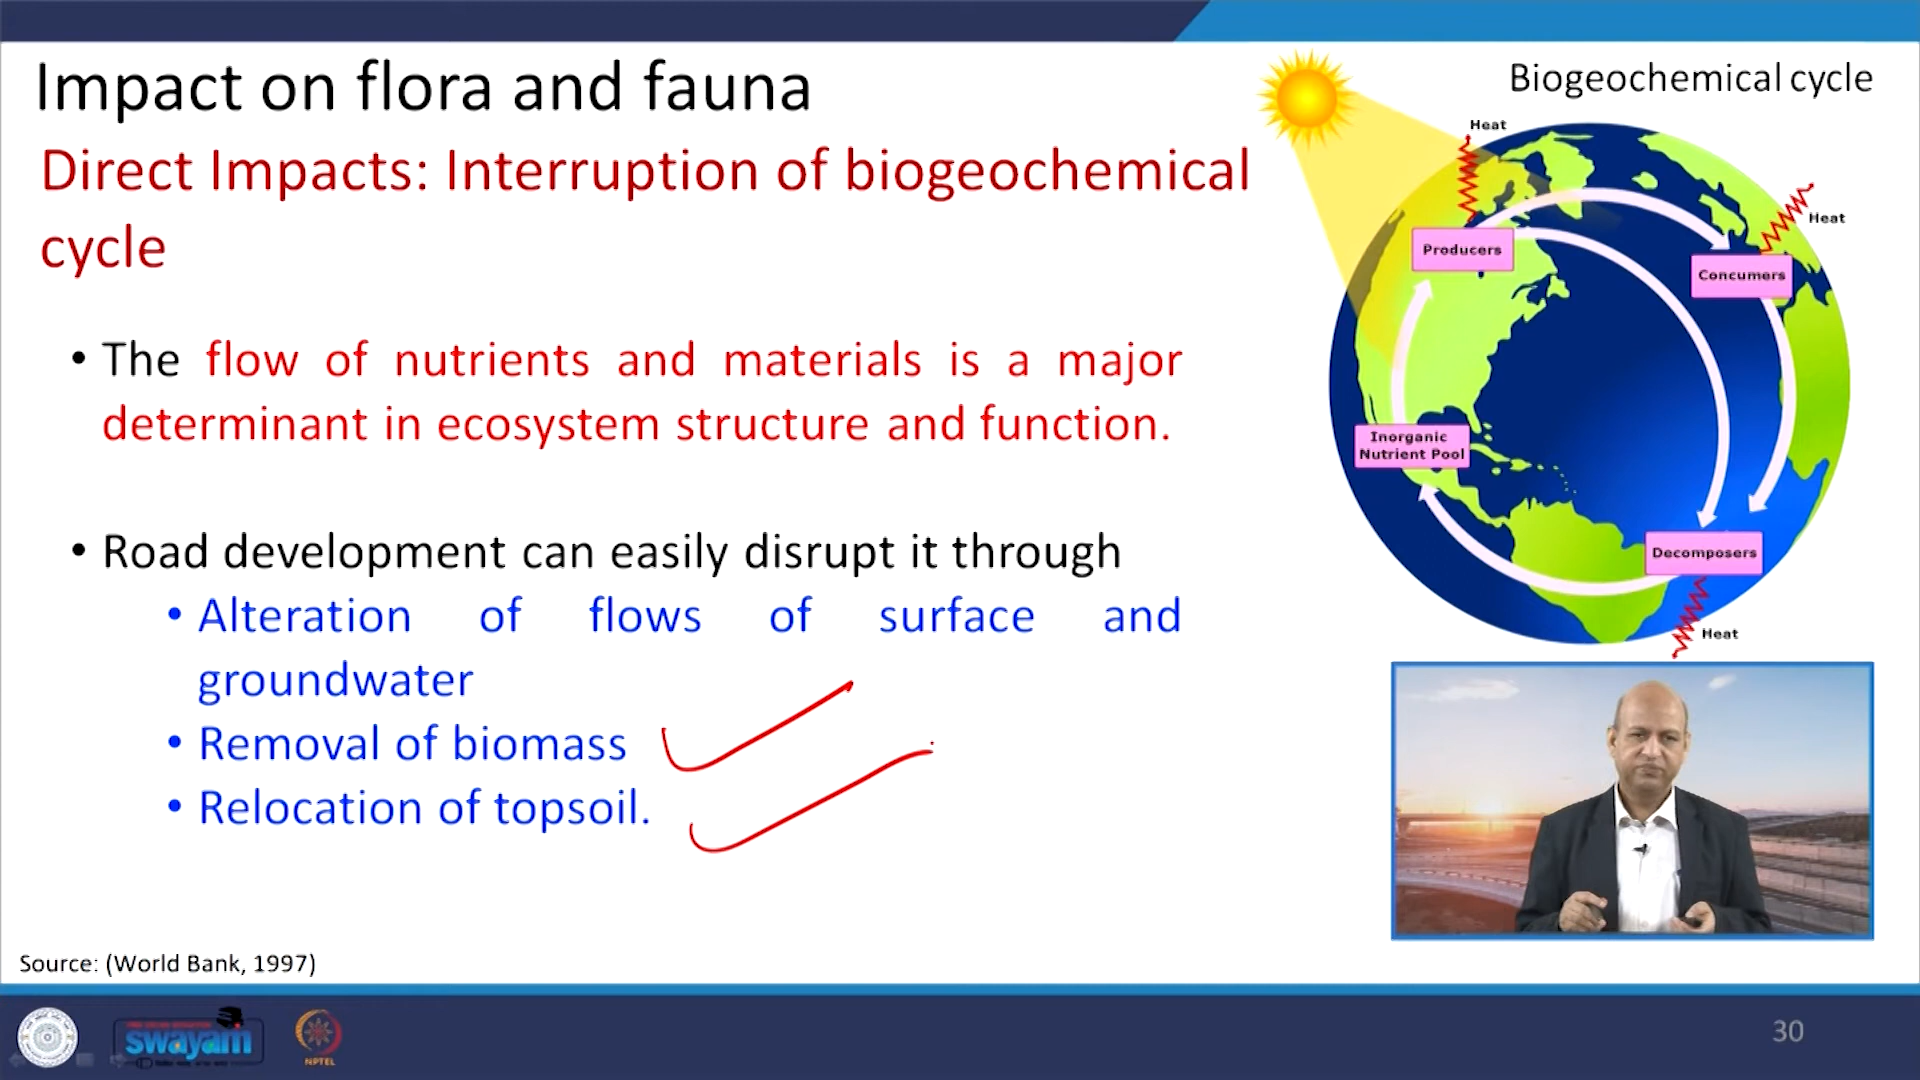 Impact on flora and fauna
Direct Impacts: Interruption of biogeochemical
cycle
• The flow of nutrients and materials is a major
determinant in ecosystem structure and function.
• Road development can easily disrupt it through
• Alteration of flows of surface and
groundwater
• Removal of biomass
• Relocation of topsoil.
Source: (World Bank, 1997)
Biogeochemical cycle
Heat
Heat
Producers
Concumers
Inorganic
Nutrient Pool
Decomposers
Heat
swayam
NPTEL
30